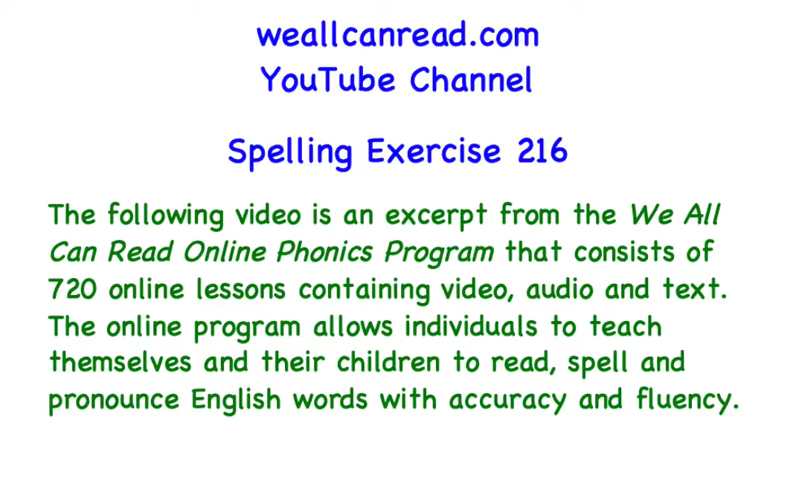 weallcanread.com
YouTube Channel
Spelling Exercise 216
The following video is an excerpt from the We All
Can Read Online Phonics Program that consists of
720 online lessons containing video, audio and text.
The online program allows individuals to teach
themselves and their children to read, spell and
pronounce English words with accuracy and fluency.